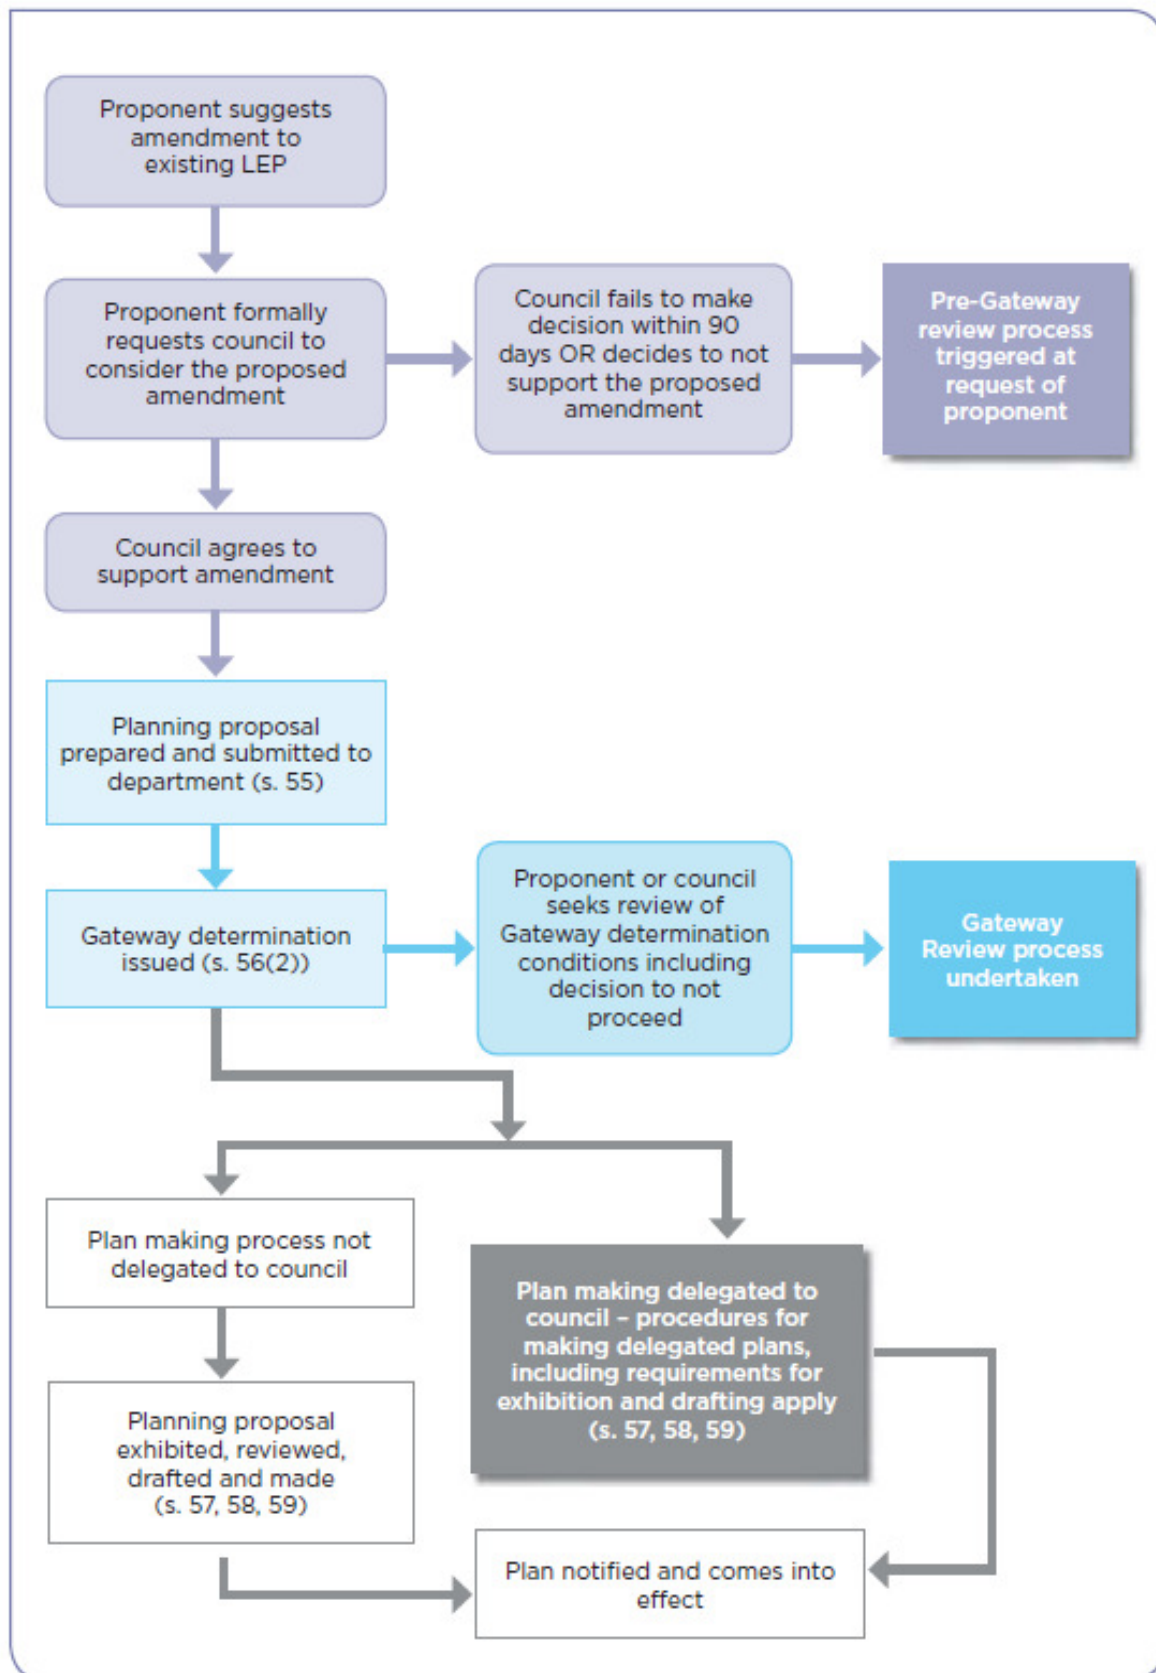 Proponent suggests
amendment to
existing LEP
Proponent formally
requests council to
consider the proposed
amendment
Council fails to make
decision within 90
days OR decides to not
support the proposed
amendment
Pre-Gateway
review process
triggered at
request of
proponent
Council agrees to
support amendment
Planning proposal
prepared and submitted to
department (s. 55)
Gateway determination
issued (s. 56(2))
Proponent or council
seeks review of
Gateway determination
conditions including
decision to not
proceed
Gateway
Review process
undertaken
Plan making process not
delegated to council
Plan making delegated to
council – procedures for
making delegated plans,
including requirements for
exhibition and drafting apply
(s. 57, 58, 59)
Planning proposal
exhibited, reviewed,
drafted and made
(s. 57, 58, 59)
Plan notified and comes into
effect